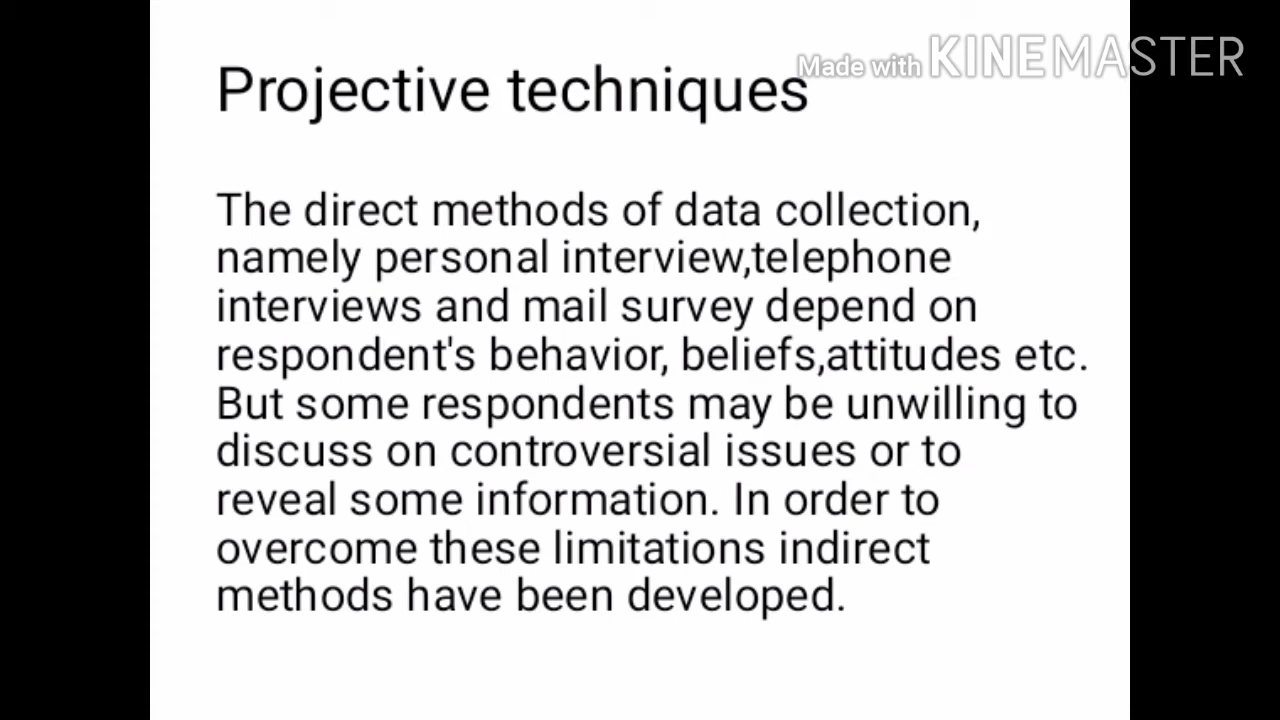 Made with KINEMASTER
Projective techniques
The direct methods of data collection,
namely personal interview,telephone
interviews and mail survey depend on
respondent's behavior, beliefs,attitudes etc.
But some respondents may be unwilling to
discuss on controversial issues or to
reveal some information. In order to
overcome these limitations indirect
methods have been developed.